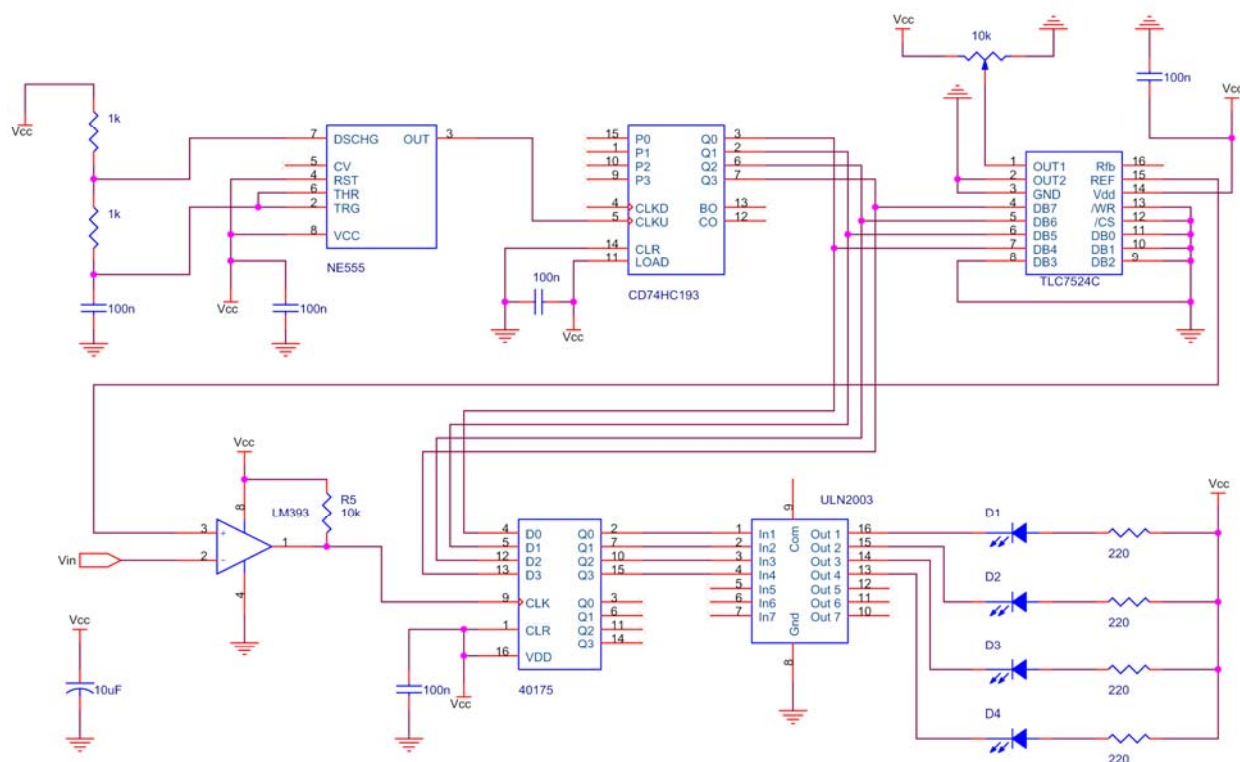 Vcc
10k
1k
Vcc
100n
Vcc
7 DSCHG OUT 3
5 CV
4 RST
6 THR
2 TRG
8 VCC
NE555
1k
100n
Vcc
100n
15 P0 Q0 3
1 P1 Q1 2
10 P2 Q2 6
9 P3 Q3 7
4 CLKD BO 13
5 CLKU CO 12
14 CLR
11 LOAD
CD74HC193
100n
Vcc
1 OUT1 Rfb 16
2 OUT2 REF 15
3 GND Vdd 14
4 DB7 /WR 13
5 DB6 /CS 12
6 DB5 DB0 11
7 DB4 DB1 10
8 DB3 DB2 9
TLC7524C
Vcc
LM393
R5
10k
8
3 +
2 -
1
4
Vin
Vcc
10uF
4 D0 Q0 2
5 D1 Q1 7
12 D2 Q2 10
13 D3 Q3 15
9 CLK Q0 3
Q1 6
1 CLR Q2 11
16 VDD Q3 14
40175
100n
Vcc
ULN2003
9
Com
1 In1 Out 1 16
2 In2 Out 2 15
3 In3 Out 3 14
4 In4 Out 4 13
5 In5 Out 5 12
6 In6 Out 6 11
7 In7 Out 7 10
Gnd
8
Vcc
D1
220
D2
220
D3
220
D4
220